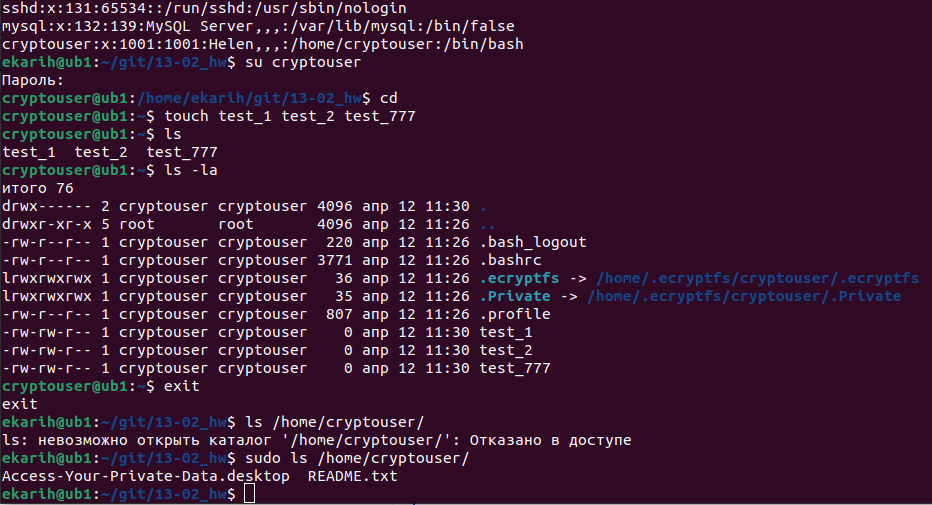 sshd:x:131:65534::/run/sshd:/usr/sbin/nologin
mysql:x:132:139:MySQL Server,,,:/var/lib/mysql:/bin/false
cryptouser:x:1001:1001:Helen,,,:/home/cryptouser:/bin/bash
ekarih@ub1:~/git/13-02_hw$ su cryptouser
Пароль:
cryptouser@ub1:/home/ekarih/git/13-02_hw$ cd
cryptouser@ub1:~$ touch test_1 test_2 test_777
cryptouser@ub1:~$ ls
test_1  test_2  test_777
cryptouser@ub1:~$ ls -la
итого 76
drwx------ 2 cryptouser cryptouser 4096 апр 12 11:30 .
drwxr-xr-x 5 root       root       4096 апр 12 11:26 ..
-rw-r--r-- 1 cryptouser cryptouser  220 апр 12 11:26 .bash_logout
-rw-r--r-- 1 cryptouser cryptouser 3771 апр 12 11:26 .bashrc
lrwxrwxrwx 1 cryptouser cryptouser   36 апр 12 11:26 .ecryptfs -> /home/.ecryptfs/cryptouser/.ecryptfs
lrwxrwxrwx 1 cryptouser cryptouser   35 апр 12 11:26 .Private -> /home/.ecryptfs/cryptouser/.Private
-rw-r--r-- 1 cryptouser cryptouser  807 апр 12 11:26 .profile
-rw-rw-r-- 1 cryptouser cryptouser    0 апр 12 11:30 test_1
-rw-rw-r-- 1 cryptouser cryptouser    0 апр 12 11:30 test_2
-rw-rw-r-- 1 cryptouser cryptouser    0 апр 12 11:30 test_777
cryptouser@ub1:~$ exit
exit
ekarih@ub1:~/git/13-02_hw$ ls /home/cryptouser/
ls: невозможно открыть каталог '/home/cryptouser/': Отказано в доступе
ekarih@ub1:~/git/13-02_hw$ sudo ls /home/cryptouser/
Access-Your-Private-Data.desktop  README.txt
ekarih@ub1:~/git/13-02_hw$